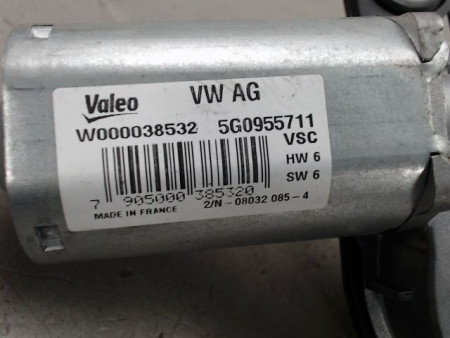 Valeo VW AG
W000038532 5G0955711
VSC
HW 6
SW 6
7 905000 385320
MADE IN FRANCE 2/N - 08032 085 - 4